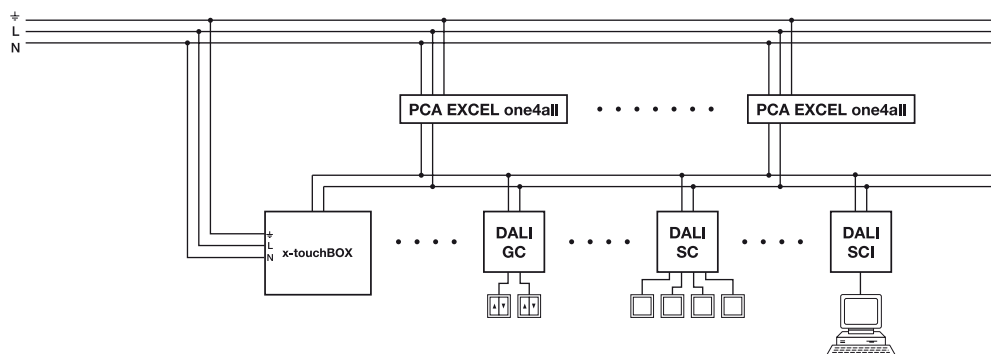 ⏚
L
N
PCA EXCEL one4all
PCA EXCEL one4all
⏚
L
N
x-touchBOX
DALI
GC
DALI
SC
DALI
SCI